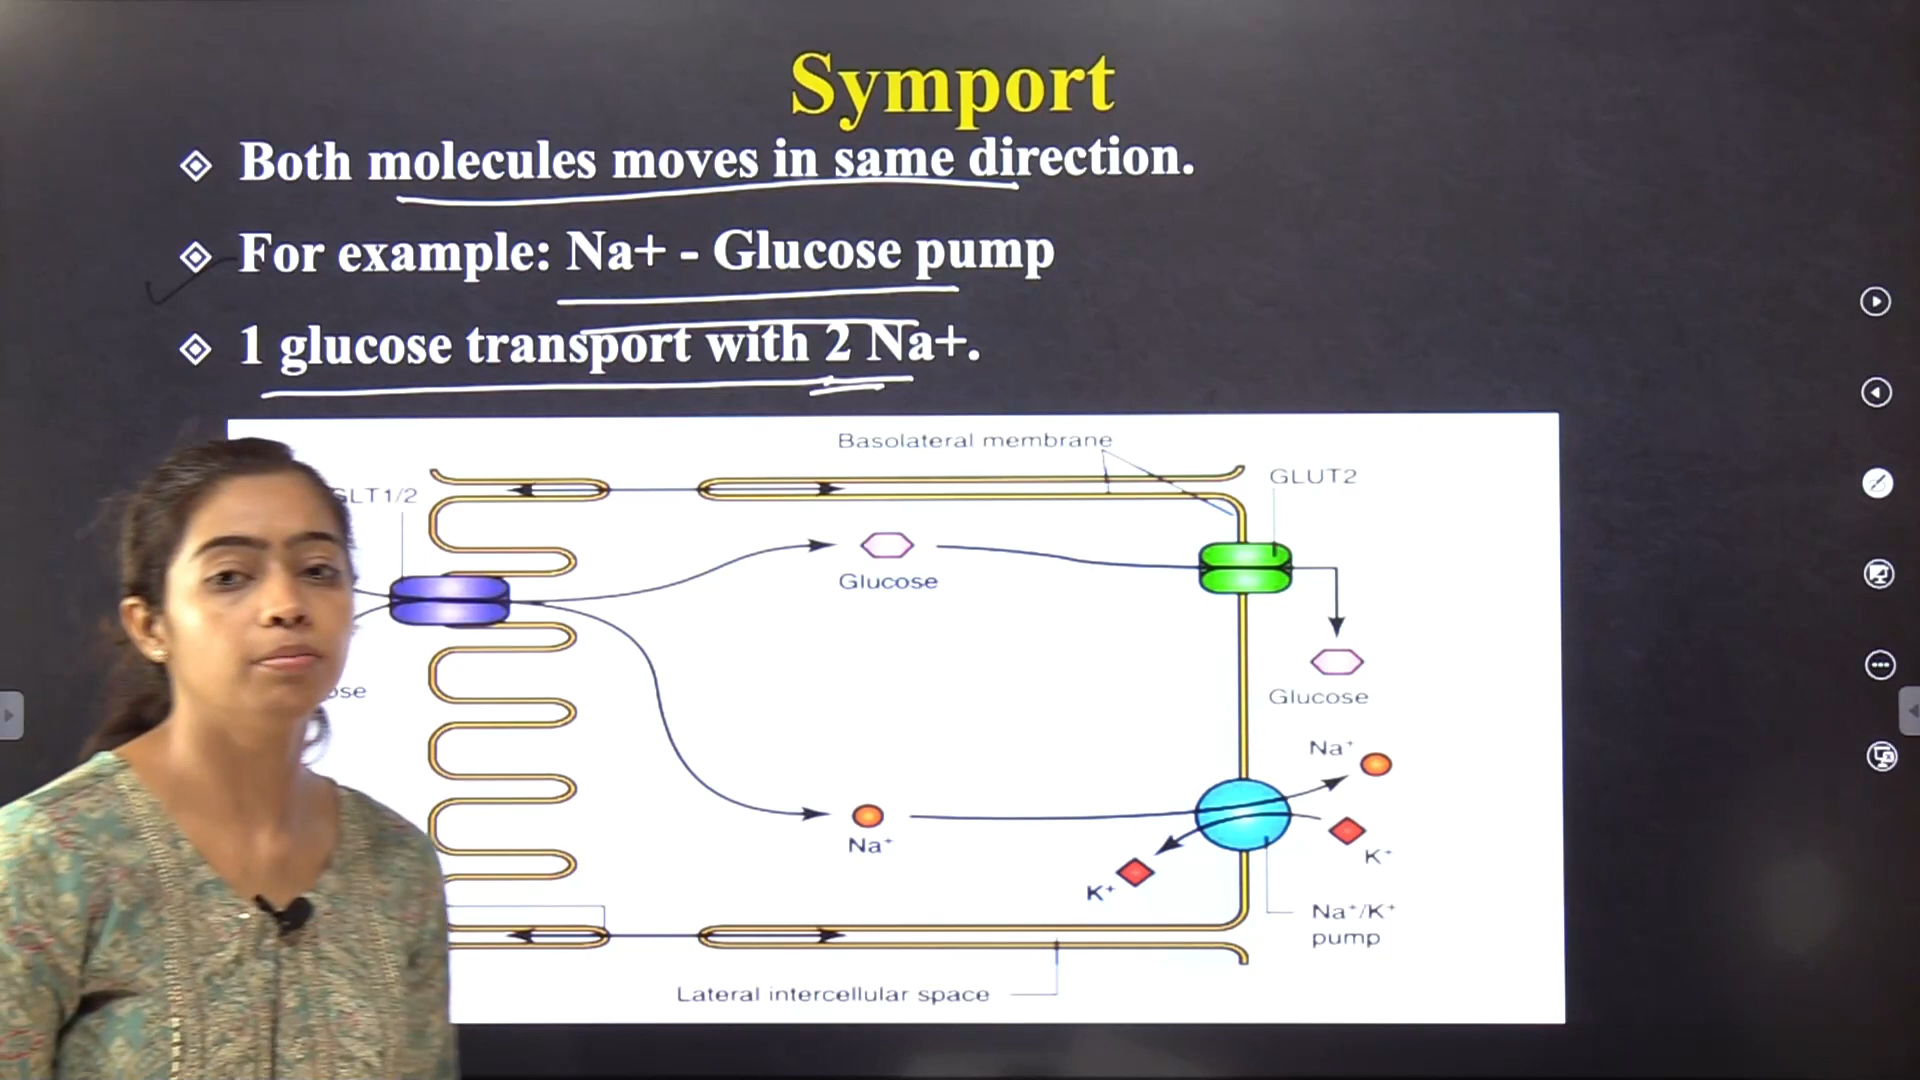 Symport
Both molecules moves in same direction.
For example: Na+ - Glucose pump
1 glucose transport with 2 Na+.
Basolateral membrane
GLUT2
GLT1/2
Glucose
Glucose
Na⁺
Na⁺
K⁺
K⁺
Na⁺/K⁺
pump
Lateral intercellular space